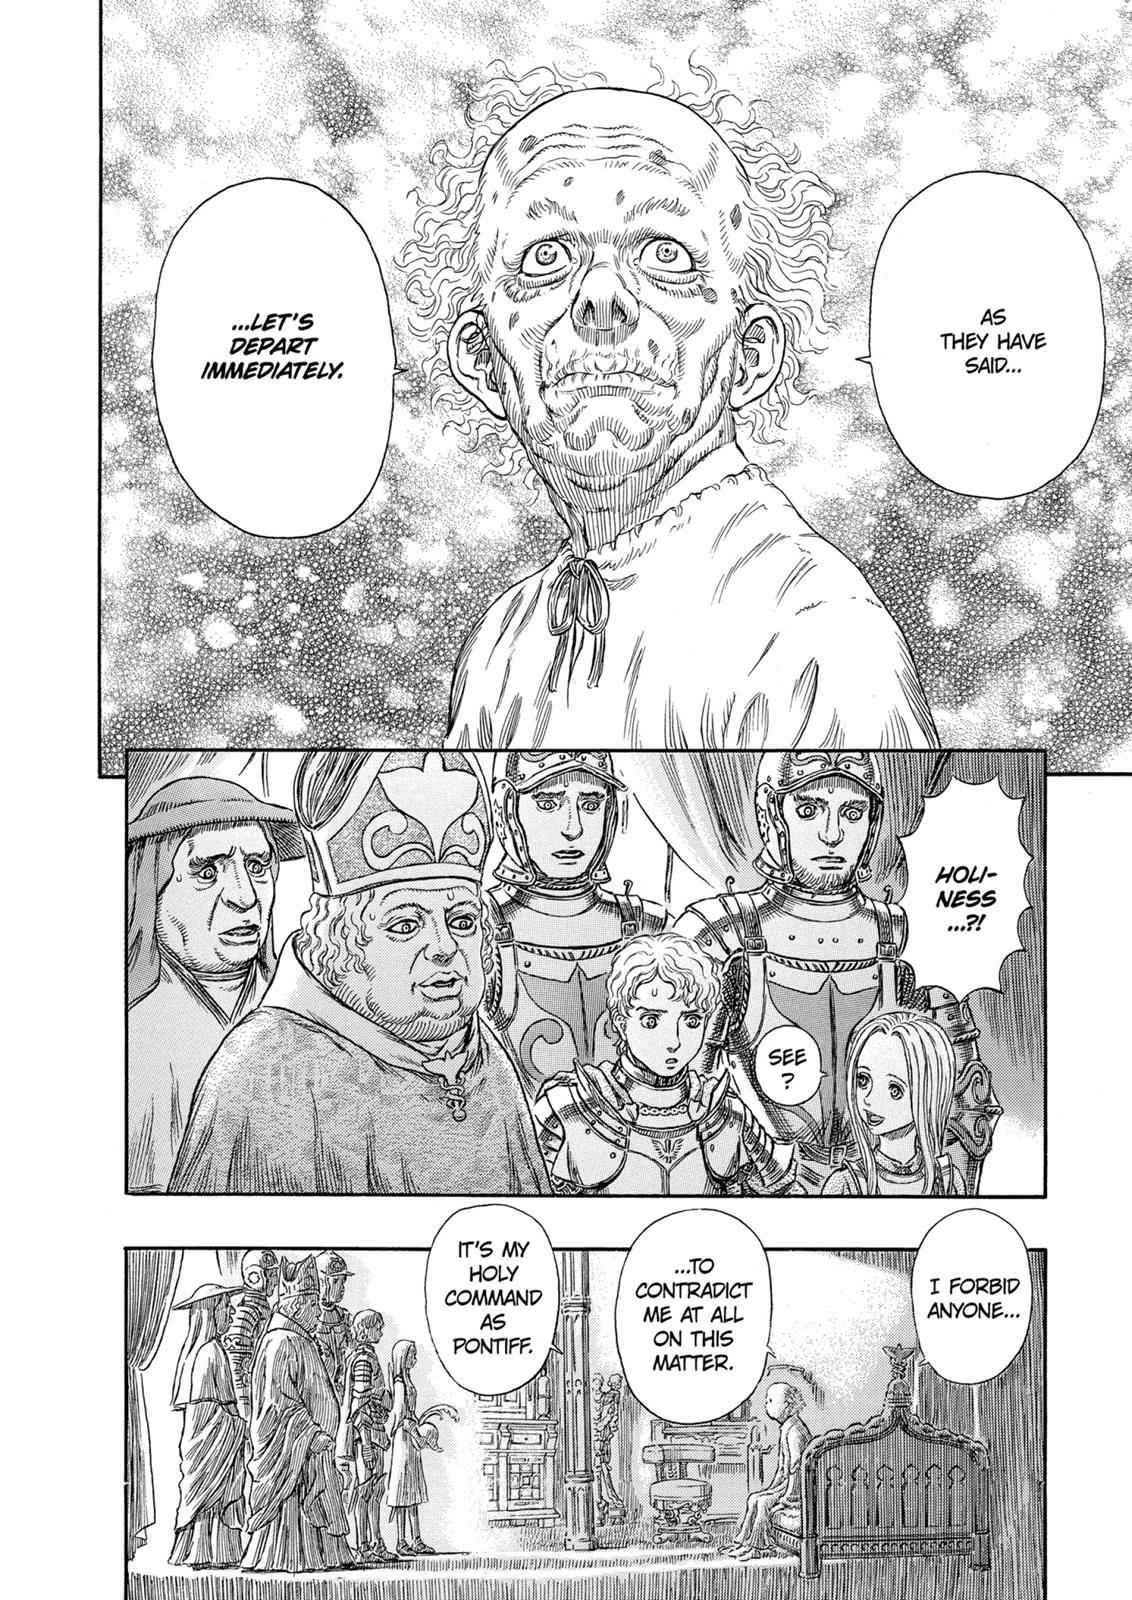 AS
THEY HAVE
SAID...
...LET'S
DEPART
IMMEDIATELY.
HOLI-
NESS
...?!
SEE
?
I FORBID
ANYONE...
...TO
CONTRADICT
ME AT ALL
ON THIS
MATTER.
IT'S MY
HOLY
COMMAND
AS
PONTIFF.